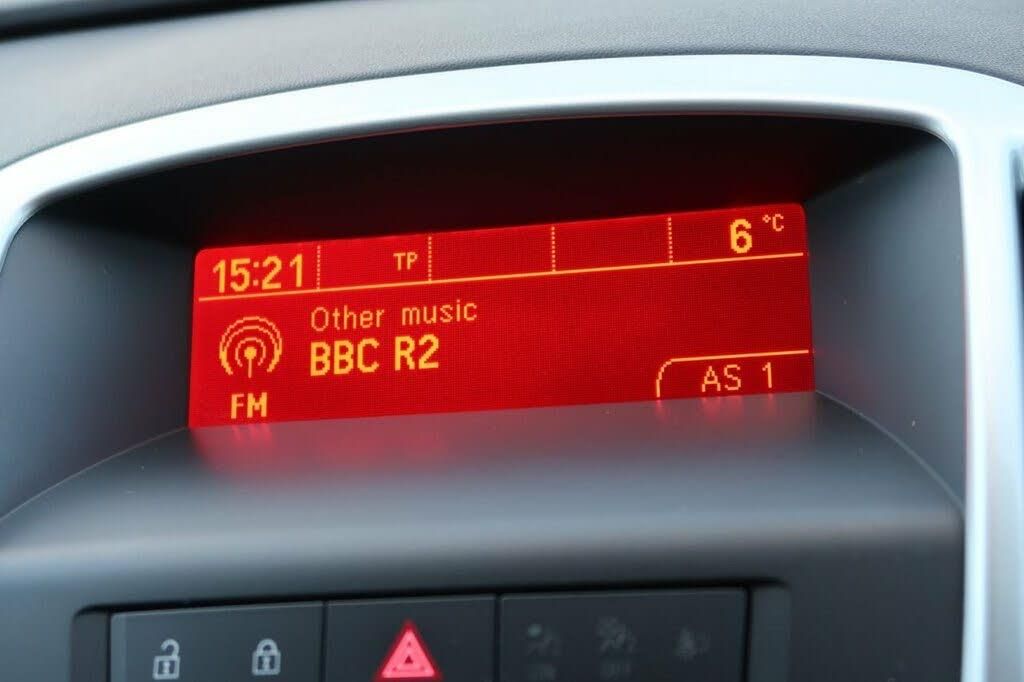 15:21 TP 6 °C
Other music
BBC R2
FM
AS 1